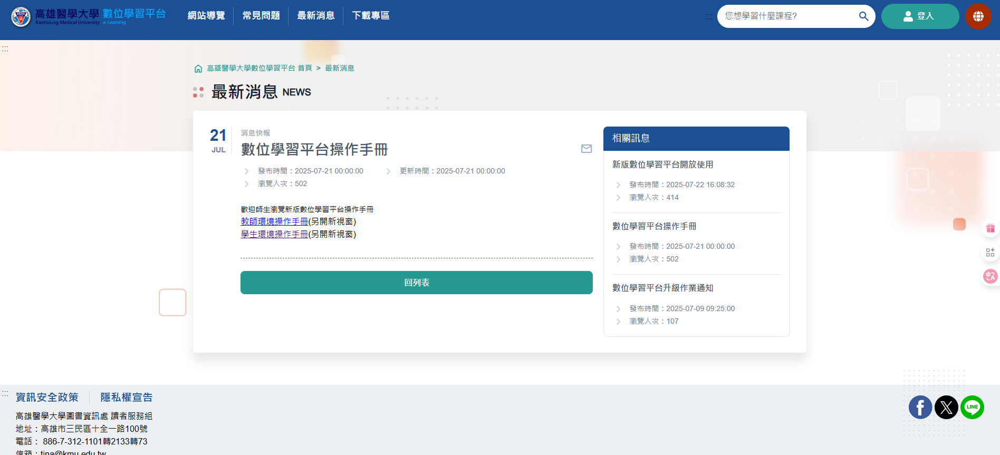 高雄醫學大學 數位學習平台
Kaohsiung Medical University e-Learning
網站導覽
常見問題
最新消息
下載專區
:::
您想學習什麼課程?
登入
:::
高雄醫學大學數位學習平台 首頁 > 最新消息
最新消息 NEWS
21
JUL
消息快報
數位學習平台操作手冊
發布時間：2025-07-21 00:00:00
更新時間：2025-07-21 00:00:00
瀏覽人次：502
歡迎師生瀏覽新版數位學習平台操作手冊
教師環境操作手冊(另開新視窗)
學生環境操作手冊(另開新視窗)
回列表
相關訊息
新版數位學習平台開放使用
發布時間：2025-07-22 16:08:32
瀏覽人次：414
數位學習平台操作手冊
發布時間：2025-07-21 00:00:00
瀏覽人次：502
數位學習平台升級作業通知
發布時間：2025-07-09 09:25:00
瀏覽人次：107
:::
資訊安全政策
隱私權宣告
高雄醫學大學圖書資訊處 讀者服務組
地址：高雄市三民區十全一路100號
電話： 886-7-312-1101轉2133轉73
信箱：tina@kmu.edu.tw
LINE